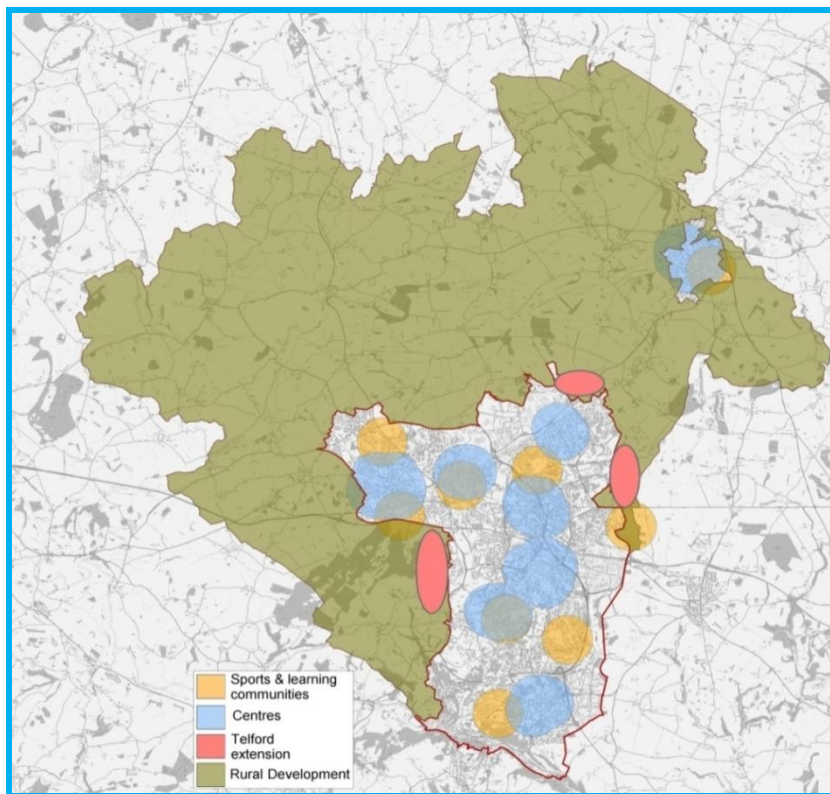 Sports & learning
communities
Centres
Telford
extension
Rural Development